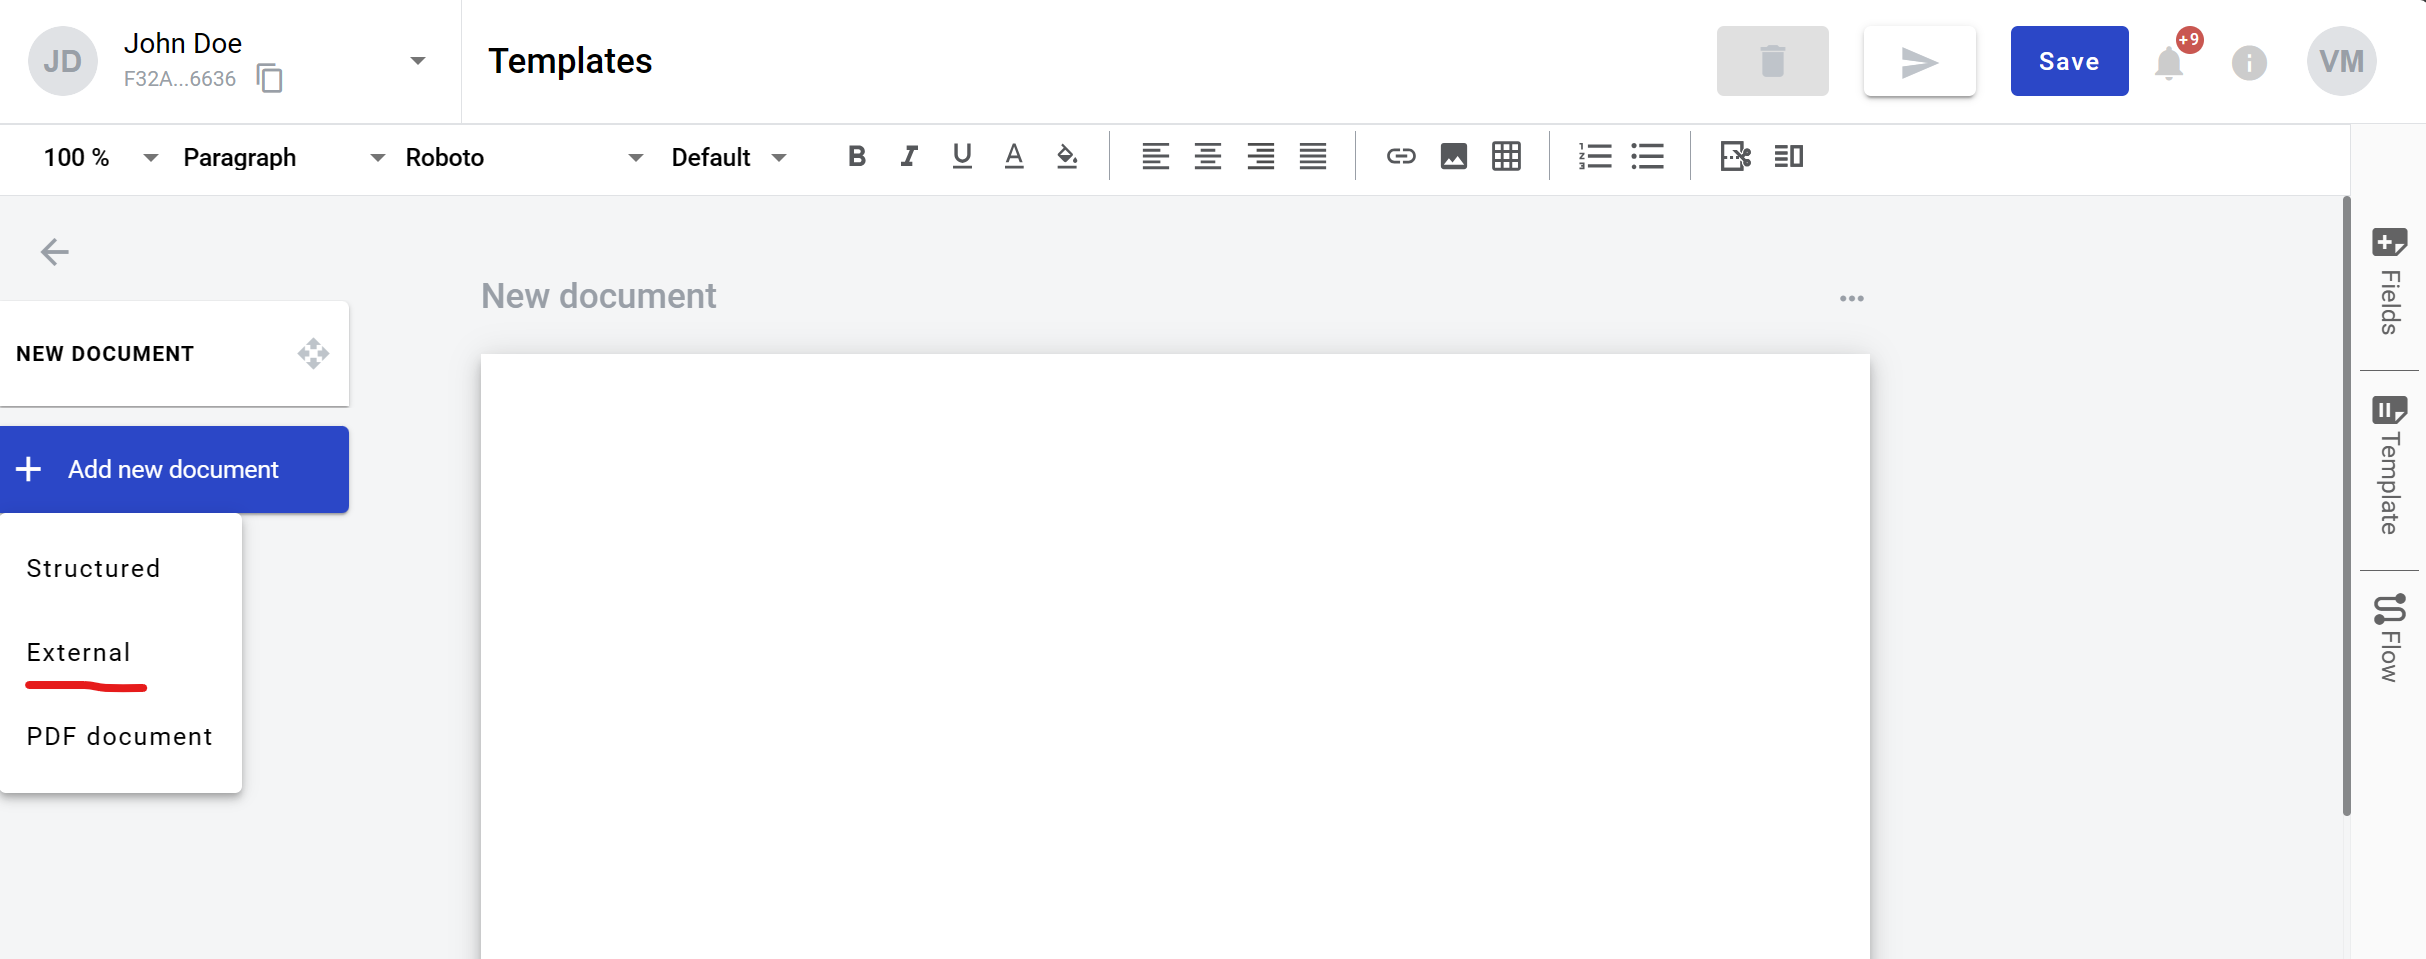 JD
John Doe
F32A...6636
Templates
Save
+9
VM
100 %
Paragraph
Roboto
Default
New document
NEW DOCUMENT
Add new document
Structured
External
PDF document
Fields
Template
Flow